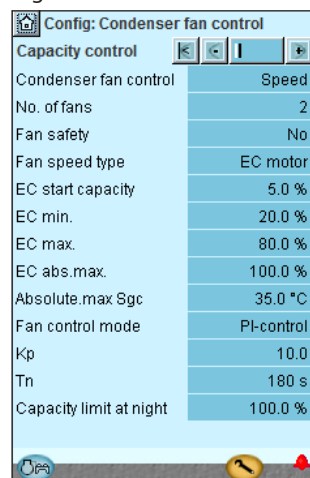 Config: Condenser fan control
Capacity control
Condenser fan control Speed
No. of fans 2
Fan safety No
Fan speed type EC motor
EC start capacity 5.0 %
EC min. 20.0 %
EC max. 80.0 %
EC abs.max. 100.0 %
Absolute.max Sgc 35.0 °C
Fan control mode PI-control
Kp 10.0
Tn 180 s
Capacity limit at night 100.0 %